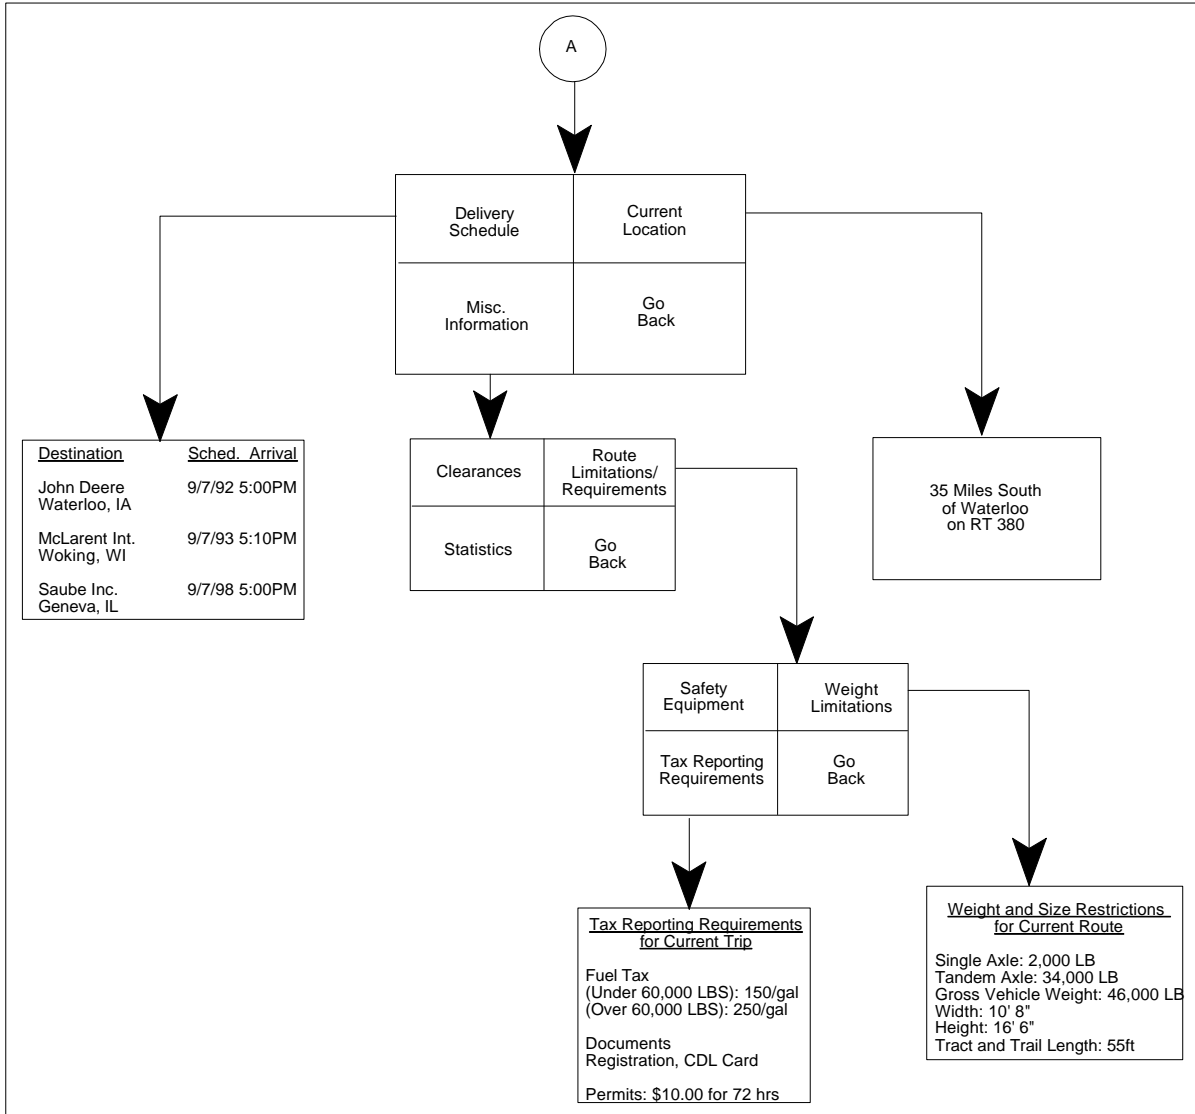 A
Delivery
Schedule
Current
Location
Misc.
Information
Go
Back
Destination Sched. Arrival
John Deere 9/7/92 5:00PM
Waterloo, IA
McLarent Int. 9/7/93 5:10PM
Woking, WI
Saube Inc. 9/7/98 5:00PM
Geneva, IL
Clearances
Route
Limitations/
Requirements
Statistics
Go
Back
35 Miles South
of Waterloo
on RT 380
Safety
Equipment
Weight
Limitations
Tax Reporting
Requirements
Go
Back
Tax Reporting Requirements
for Current Trip
Fuel Tax
(Under 60,000 LBS): 150/gal
(Over 60,000 LBS): 250/gal
Documents
Registration, CDL Card
Permits: $10.00 for 72 hrs
Weight and Size Restrictions
for Current Route
Single Axle: 2,000 LB
Tandem Axle: 34,000 LB
Gross Vehicle Weight: 46,000 LB
Width: 10' 8"
Height: 16' 6"
Tract and Trail Length: 55ft